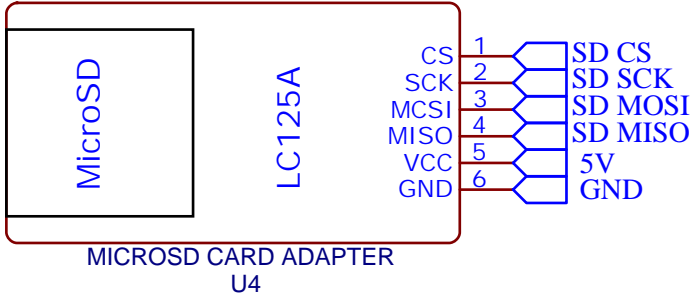 MicroSD
LC125A
CS 1 SD CS
SCK 2 SD SCK
MCSI 3 SD MOSI
MISO 4 SD MISO
VCC 5 5V
GND 6 GND
MICROSD CARD ADAPTER
U4